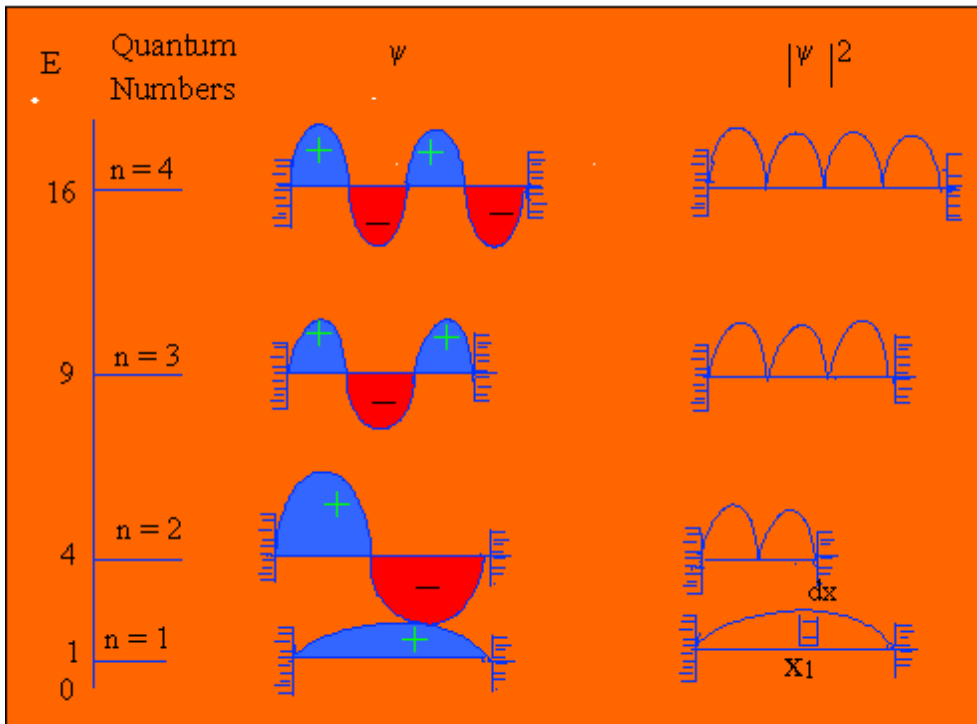 E
Quantum
Numbers
ψ
|ψ|²
16
n = 4
+
−
+
−
9
n = 3
+
−
+
4
n = 2
+
−
dx
1
n = 1
+
x₁
0